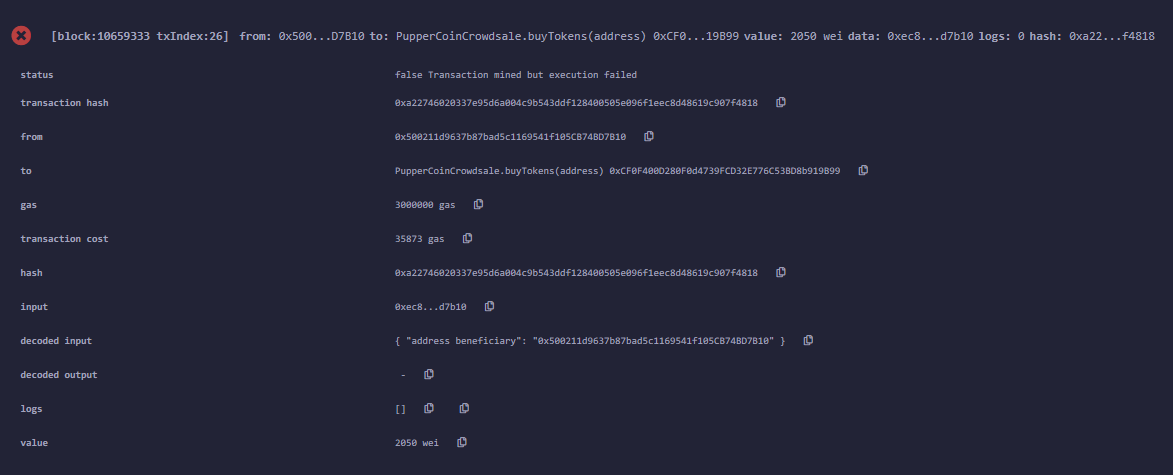 [block:10659333 txIndex:26] from: 0x500...D7B10 to: PupperCoinCrowdsale.buyTokens(address) 0xCF0...19B99 value: 2050 wei data: 0xec8...d7b10 logs: 0 hash: 0xa22...f4818
status false Transaction mined but execution failed
transaction hash 0xa22746020337e95d6a004c9b543ddf128400505e096f1eec8d48619c907f4818
from 0x500211d9637b87bad5c1169541f105CB74BD7B10
to PupperCoinCrowdsale.buyTokens(address) 0xCF0F400D280F0d4739FCD32E776C53BD8b919B99
gas 3000000 gas
transaction cost 35873 gas
hash 0xa22746020337e95d6a004c9b543ddf128400505e096f1eec8d48619c907f4818
input 0xec8...d7b10
decoded input { "address beneficiary": "0x500211d9637b87bad5c1169541f105CB74BD7B10" }
decoded output -
logs []
value 2050 wei